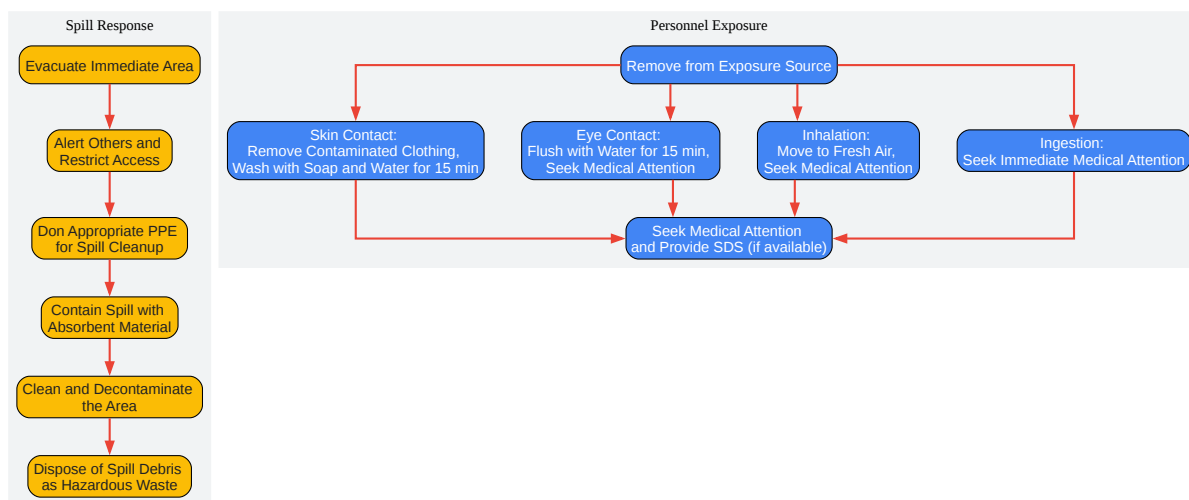 Spill Response
Evacuate Immediate Area
Alert Others and
Restrict Access
Don Appropriate PPE
for Spill Cleanup
Contain Spill with
Absorbent Material
Clean and Decontaminate
the Area
Dispose of Spill Debris
as Hazardous Waste
Personnel Exposure
Remove from Exposure Source
Skin Contact:
Remove Contaminated Clothing,
Wash with Soap and Water for 15 min
Eye Contact:
Flush with Water for 15 min,
Seek Medical Attention
Inhalation:
Move to Fresh Air,
Seek Medical Attention
Ingestion:
Seek Immediate Medical Attention
Seek Medical Attention
and Provide SDS (if available)